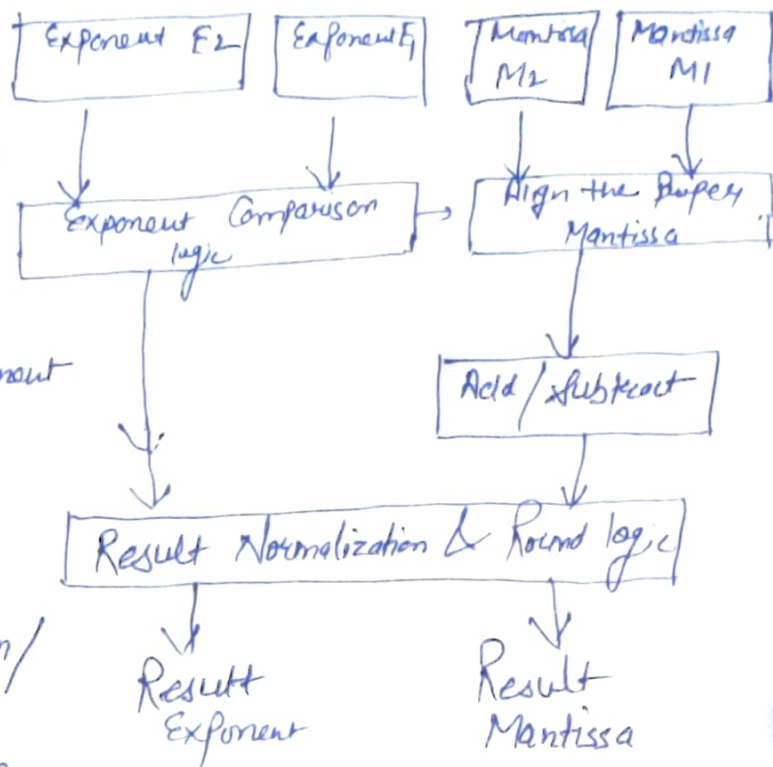 Exponent E2
Exponent E1
Mantissa
M2
Mantissa
M1
Exponent Comparison
logic
Align the Proper
Mantissa
Add/Subtract
Result Normalization & Round logic
Result
Exponent
Result
Mantissa